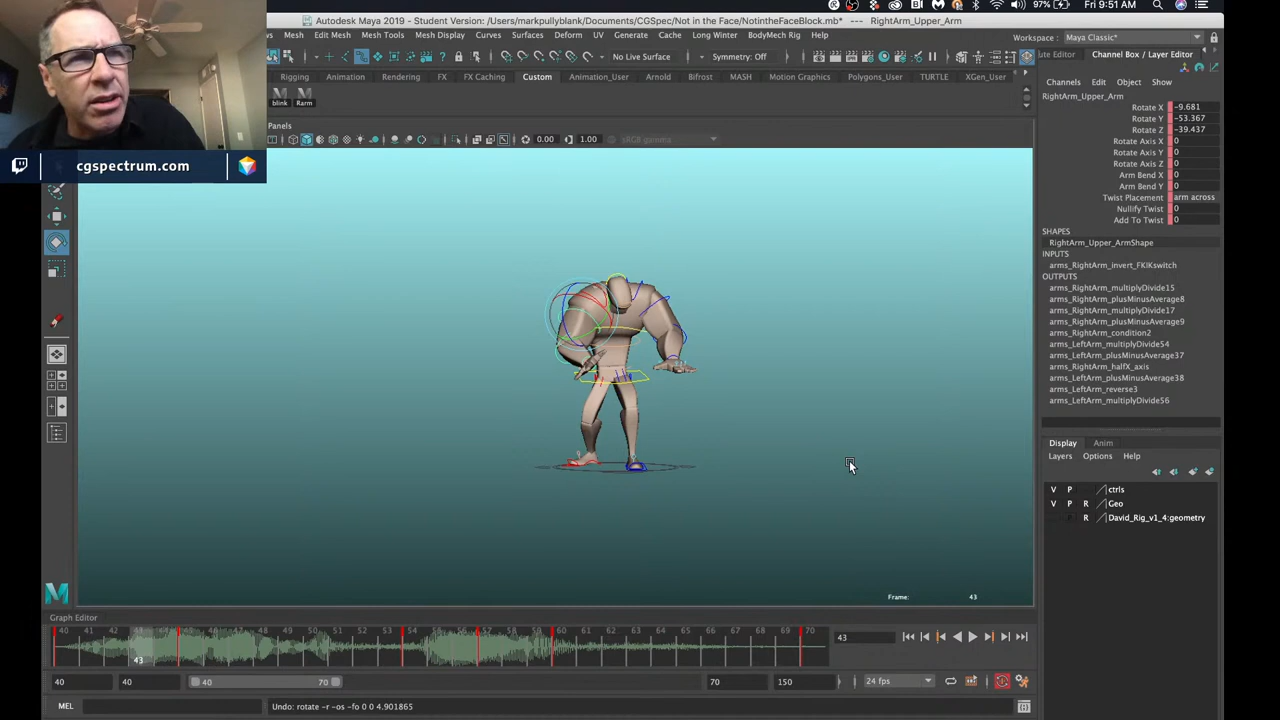 97% Fri 9:51 AM
Autodesk Maya 2019 - Student Version: /Users/markpullyblank/Documents/CGSpec/Not in the Face/NotintheFaceBlock.mb* --- RightArm_Upper_Arm
Mesh Edit Mesh Mesh Tools Mesh Display Curves Surfaces Deform UV Generate Cache Long Winter BodyMech Rig Help
Workspace: Maya Classic*
No Live Surface Symmetry: Off
Channel Box / Layer Editor
Rigging Animation Rendering FX FX Caching Custom Animation_User Arnold Bifrost MASH Motion Graphics Polygons_User TURTLE XGen_User
Channels Edit Object Show
blink Rarm
RightArm_Upper_Arm
Rotate X -9.681
Rotate Y -53.367
Rotate Z -39.437
Rotate Axis X 0
Rotate Axis Y 0
Rotate Axis Z 0
Arm Bend X 0
Arm Bend Y 0
Twist Placement arm across
Nullify Twist 0
Add To Twist 0
Panels
0.00 1.00 sRGB gamma
cgspectrum.com
SHAPES
RightArm_Upper_ArmShape
INPUTS
arms_RightArm_invert_FKIKswitch
OUTPUTS
arms_RightArm_multiplyDivide15
arms_RightArm_plusMinusAverage8
arms_RightArm_multiplyDivide17
arms_RightArm_plusMinusAverage9
arms_RightArm_condition2
arms_LeftArm_multiplyDivide54
arms_LeftArm_plusMinusAverage37
arms_RightArm_halfX_axis
arms_LeftArm_plusMinusAverage38
arms_LeftArm_reverse3
arms_LeftArm_multiplyDivide56
Display Anim
Layers Options Help
V P ctrls
V P R Geo
R David_Rig_v1_4:geometry
Frame: 43
Graph Editor
40 41 42 43 44 45 46 47 48 49 50 51 52 53 54 55 56 57 58 59 60 61 62 63 64 65 66 67 68 69 70
43
43
40 40 40 70 70 150 24 fps
MEL Undo: rotate -r -os -fo 0 0 4.901865